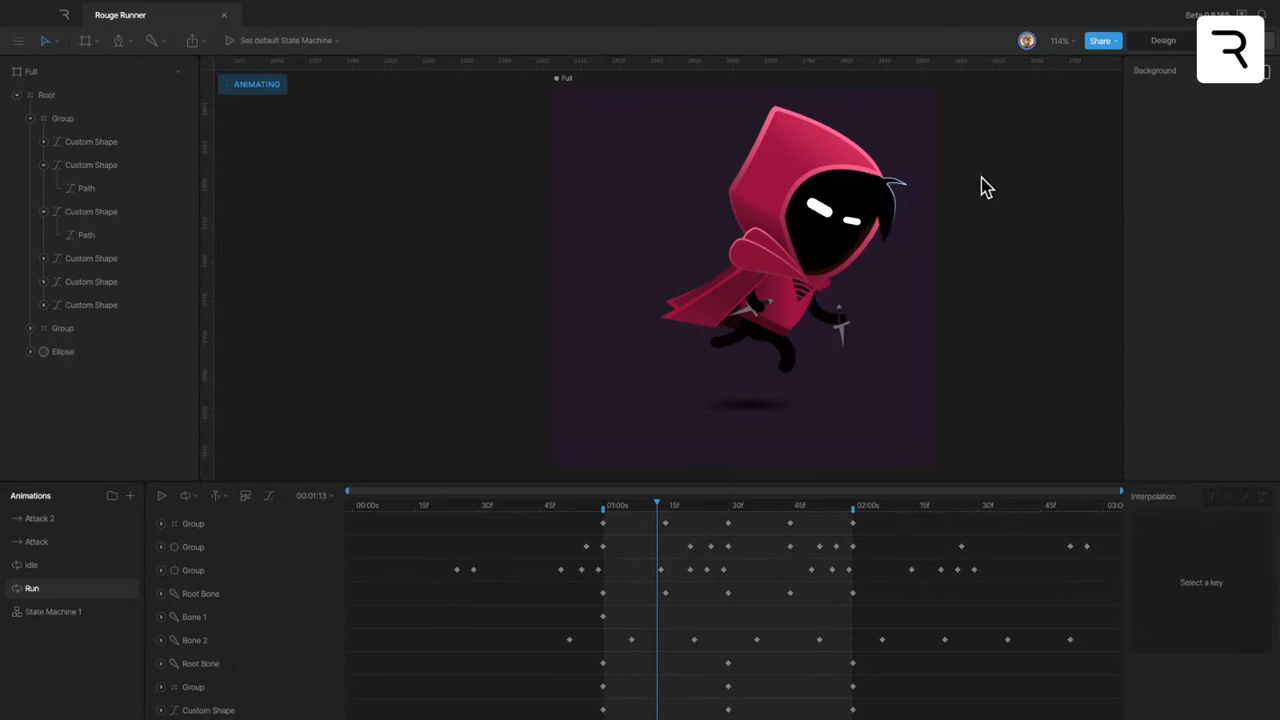 Rouge Runner
Set default State Machine
114%
Share
Design
Full
ANIMATING
Full
Background
Root
Group
Custom Shape
Custom Shape
Path
Custom Shape
Path
Custom Shape
Custom Shape
Custom Shape
Group
Ellipse
Animations
00:01:13
Interpolation
00:00s 15f 30f 45f 01:00s 15f 30f 45f 02:00s 15f 30f 45f
Attack 2
Attack
Idle
Run
State Machine 1
Group
Group
Group
Root Bone
Bone 1
Bone 2
Root Bone
Group
Custom Shape
Select a key